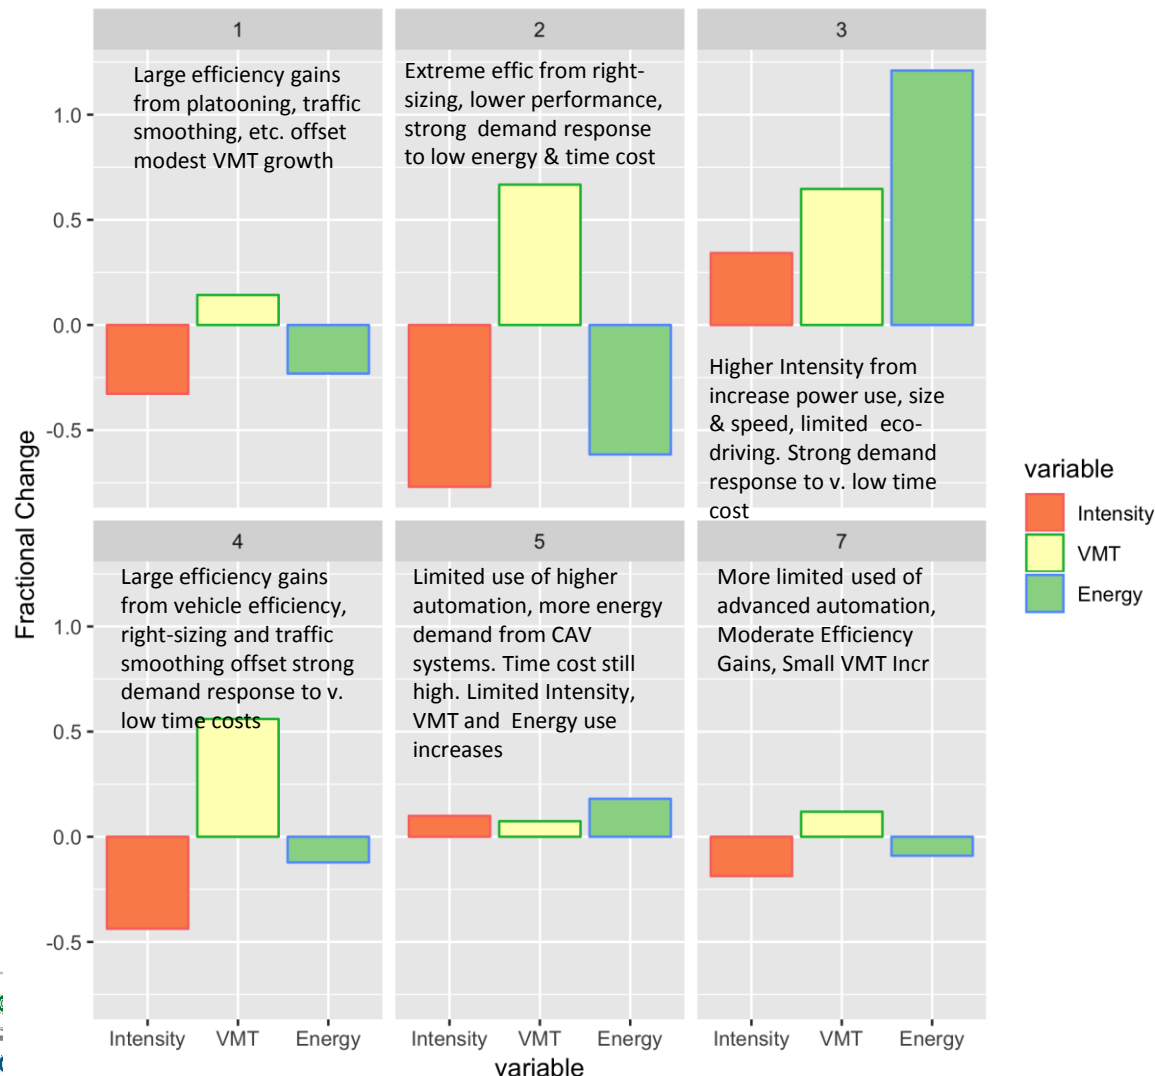 1
2
3
Large efficiency gains
from platooning, traffic
smoothing, etc. offset
modest VMT growth
Extreme effic from right-
sizing, lower performance,
strong demand response
to low energy & time cost
1.0
0.5
0.0
-0.5
Higher Intensity from
increase power use, size
& speed, limited eco-
driving. Strong demand
response to v. low time
cost
Fractional Change
4
5
7
Large efficiency gains
from vehicle efficiency,
right-sizing and traffic
smoothing offset strong
demand response to v.
low time costs
Limited use of higher
automation, more energy
demand from CAV
systems. Time cost still
high. Limited Intensity,
VMT and Energy use
increases
More limited used of
advanced automation,
Moderate Efficiency
Gains, Small VMT Incr
1.0
0.5
0.0
-0.5
Intensity VMT Energy
Intensity VMT Energy
Intensity VMT Energy
variable
variable
Intensity
VMT
Energy